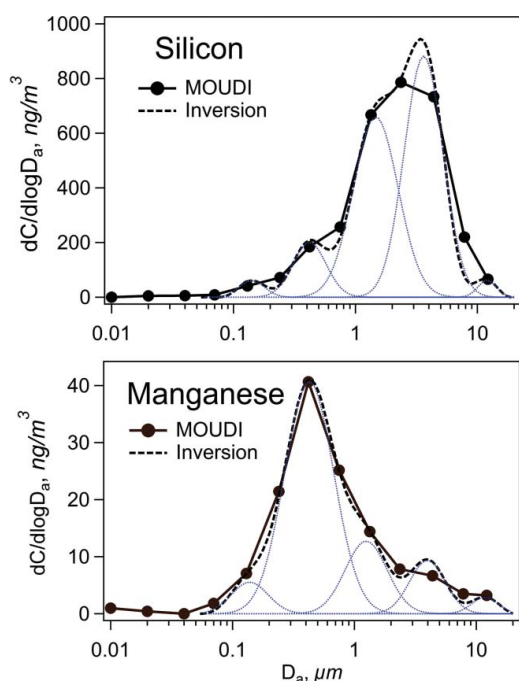 Silicon
MOUDI
Inversion
dC/dlogDa, ng/m3
1000
800
600
400
200
0
0.01 0.1 1 10
Manganese
MOUDI
Inversion
dC/dlogDa, ng/m3
40
30
20
10
0
0.01 0.1 1 10
Da, µm